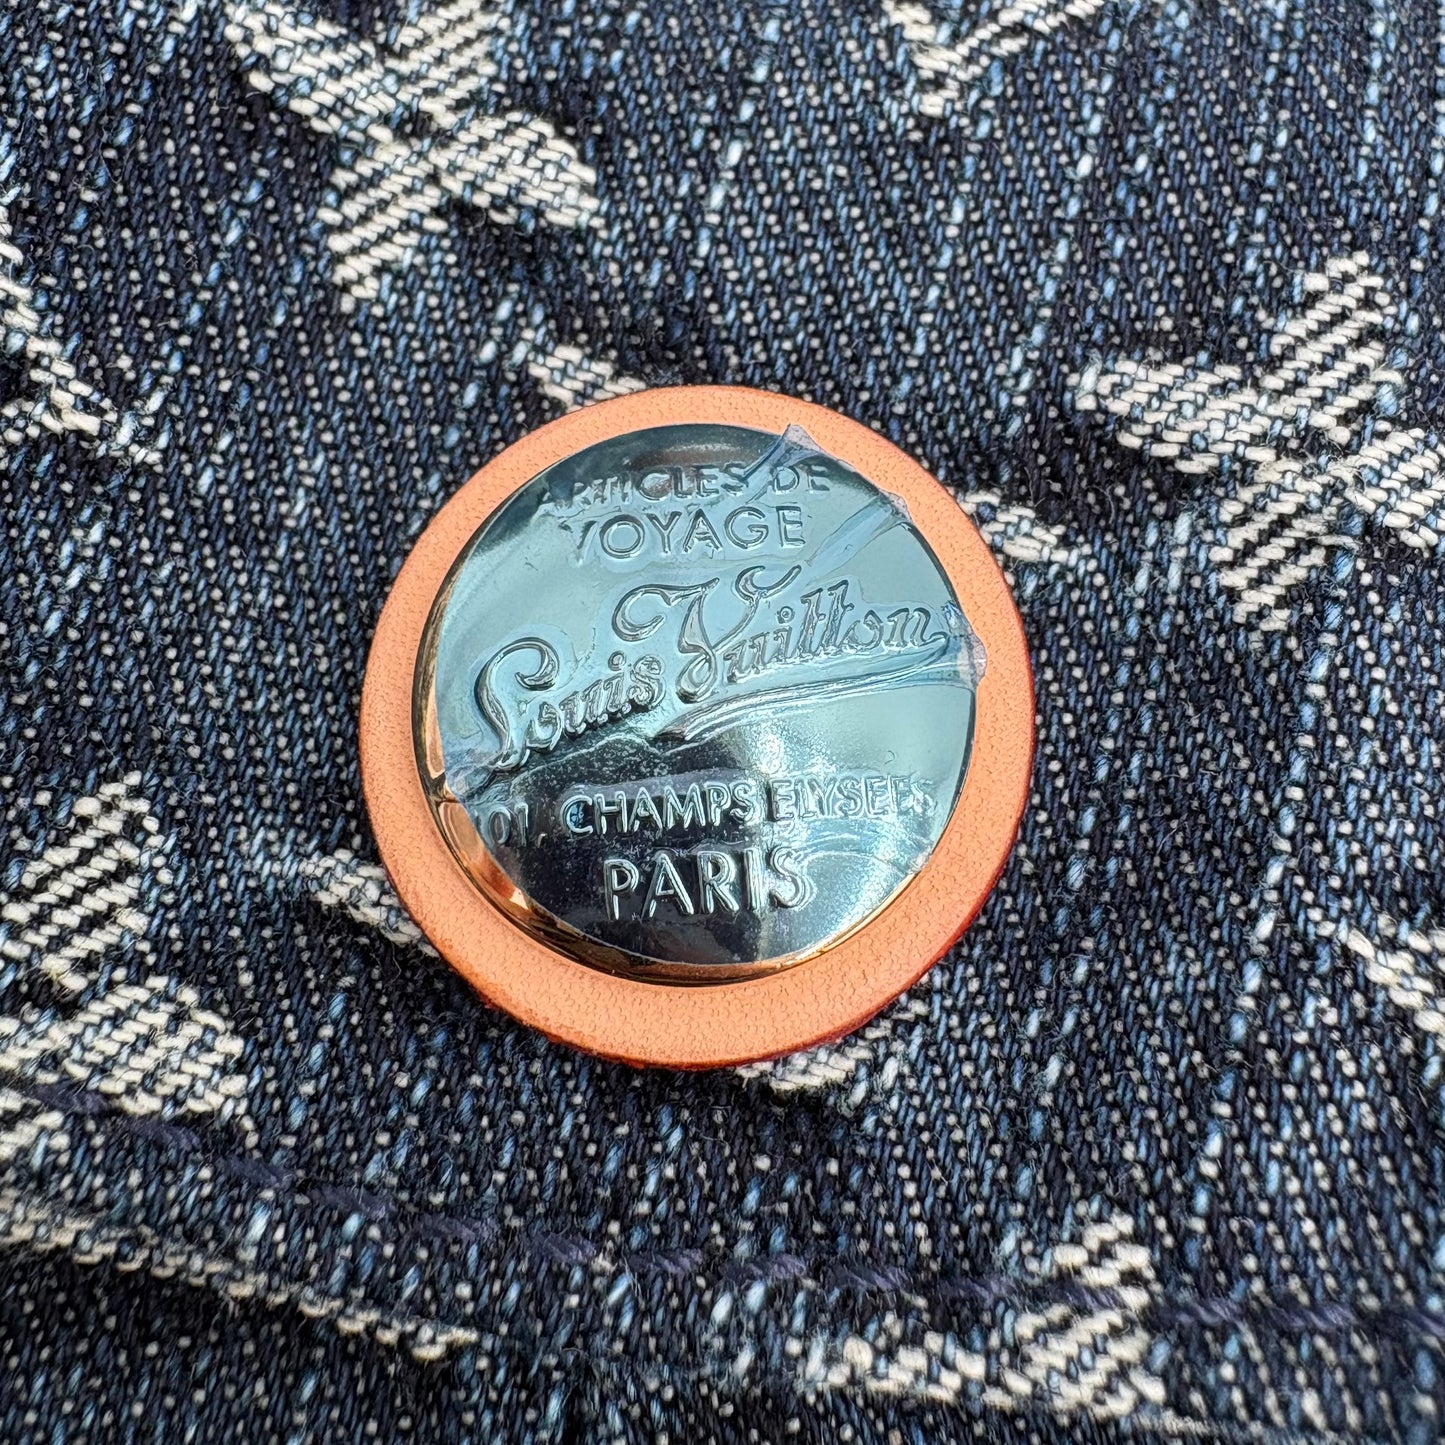 ARTICLES DE
VOYAGE
Louis Vuitton
101, CHAMPS ELYSEES
PARIS